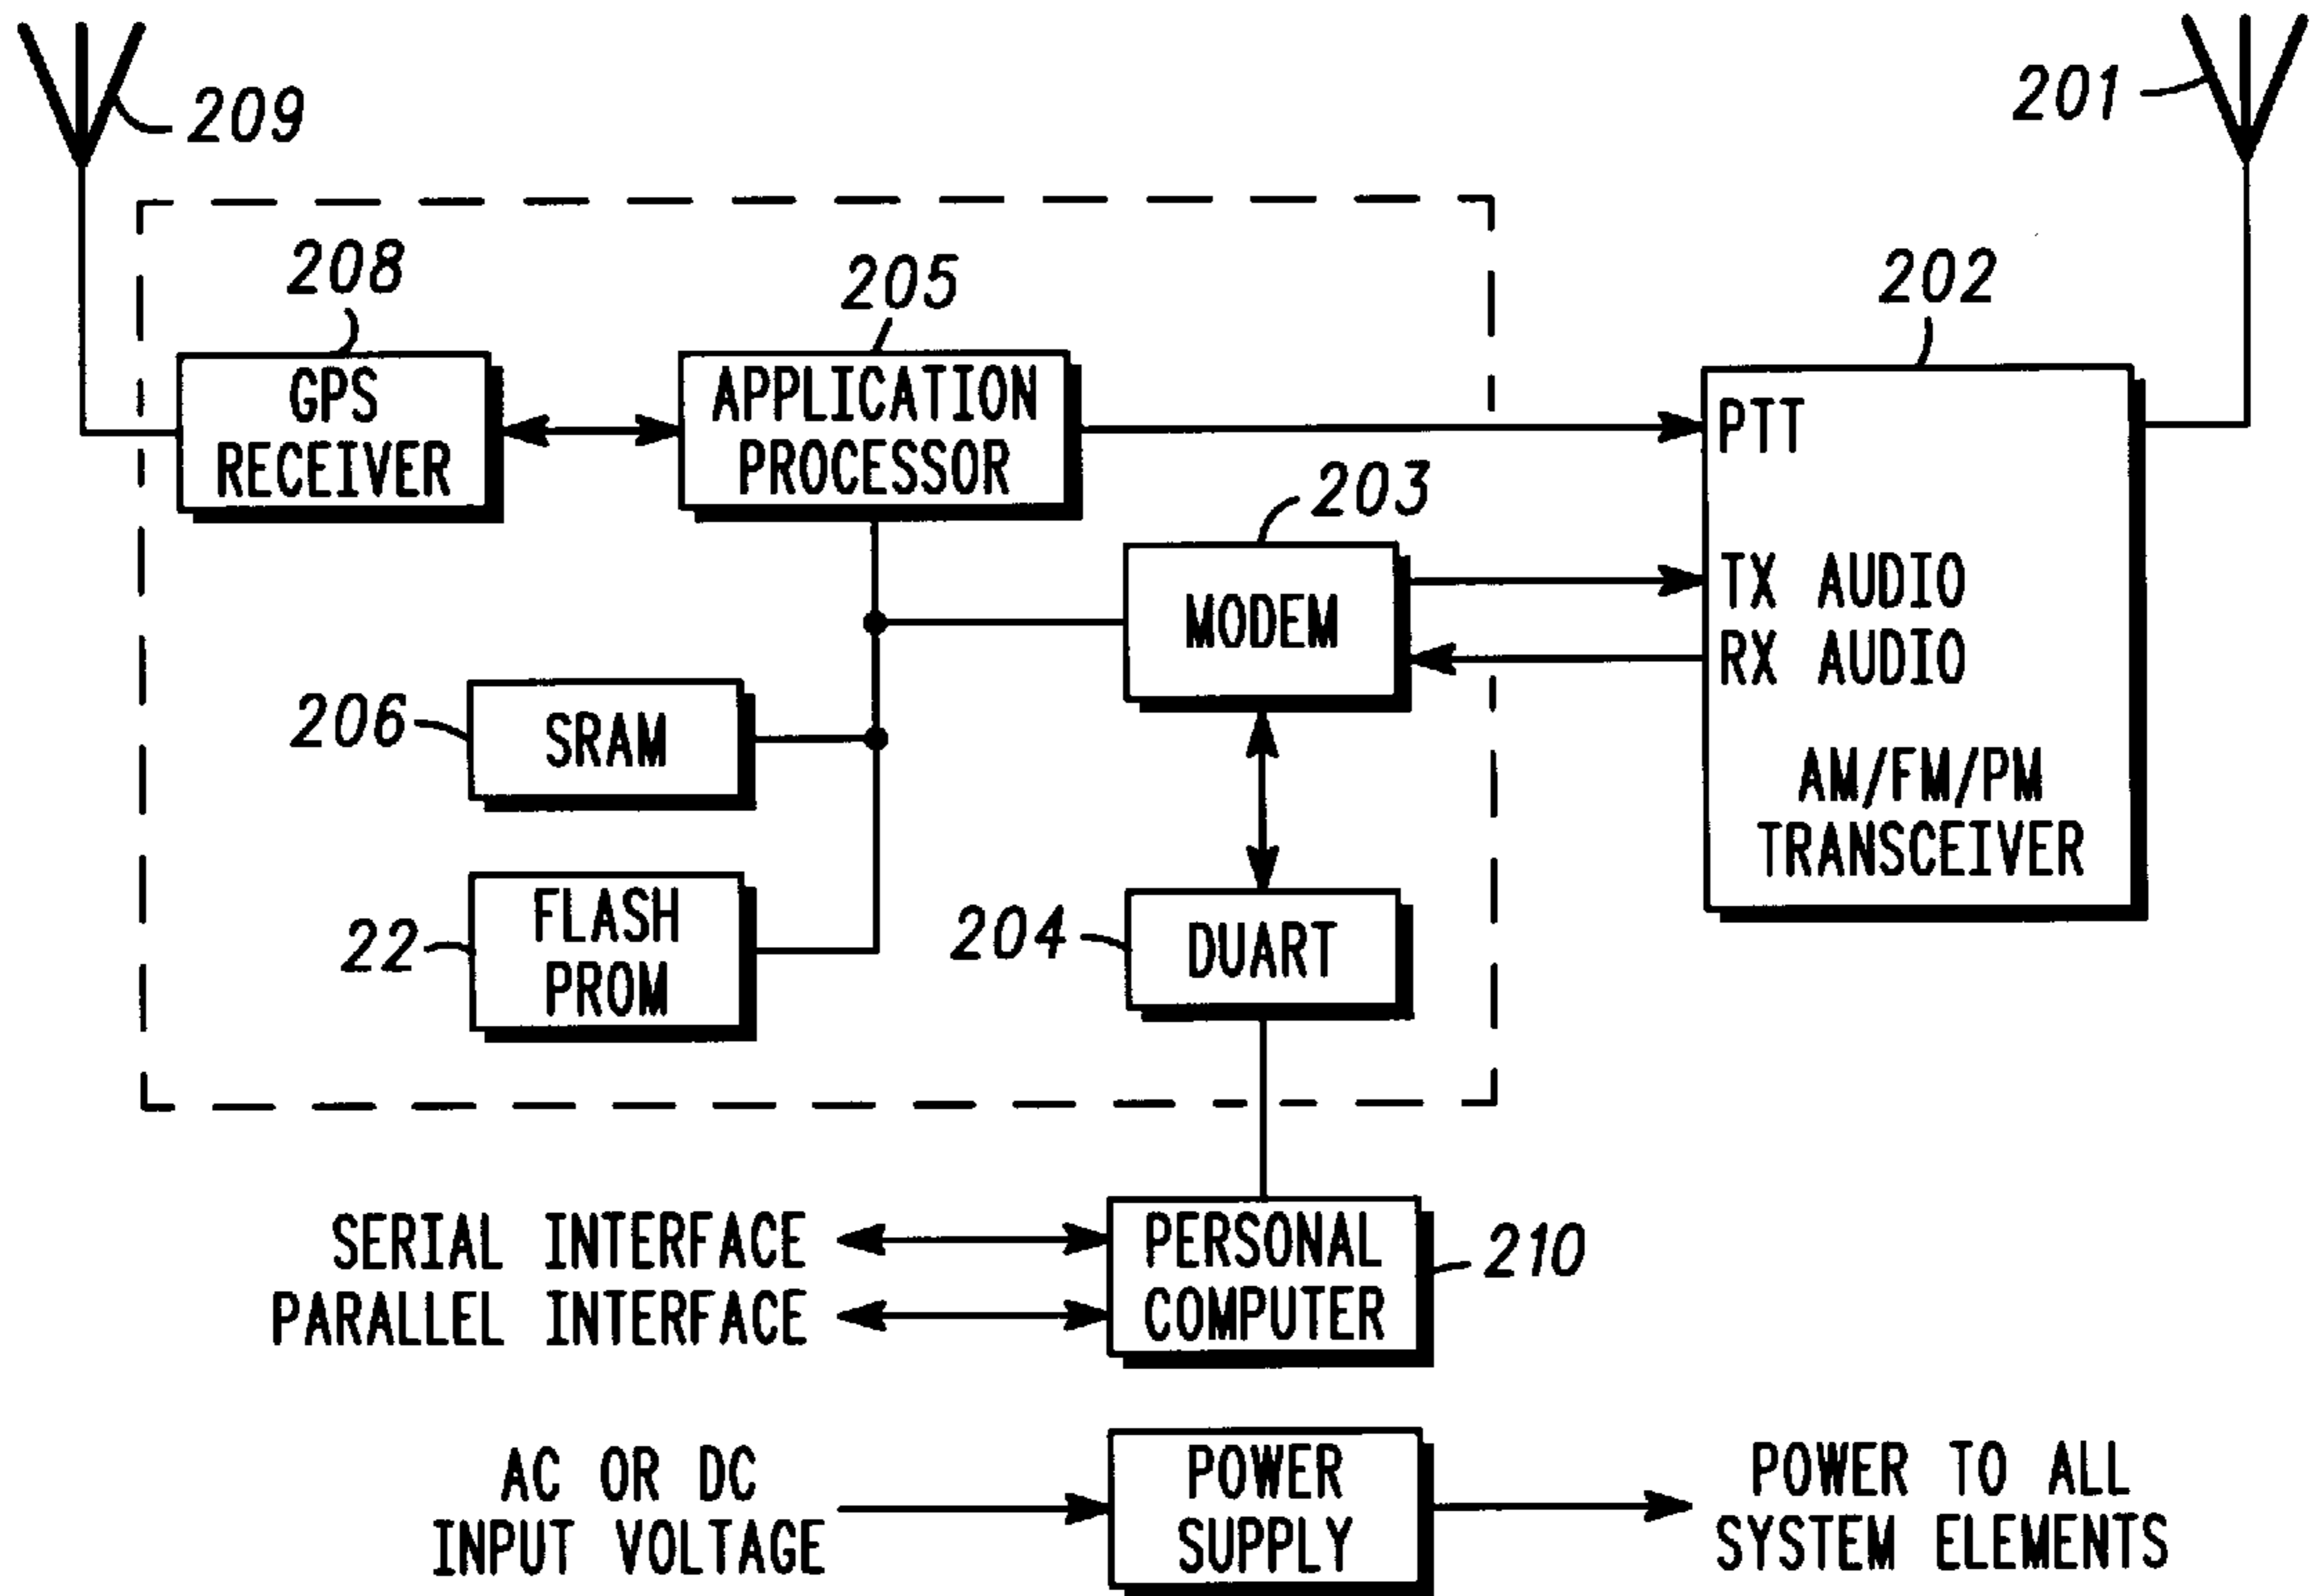 209
201
208
205
202
GPS
RECEIVER
APPLICATION
PROCESSOR
PTT
203
MODEM
TX AUDIO
RX AUDIO
206
SRAM
AM/FM/PM
TRANSCEIVER
22
FLASH
PROM
204
DUART
SERIAL INTERFACE
PARALLEL INTERFACE
PERSONAL
COMPUTER
210
AC OR DC
INPUT VOLTAGE
POWER
SUPPLY
POWER TO ALL
SYSTEM ELEMENTS